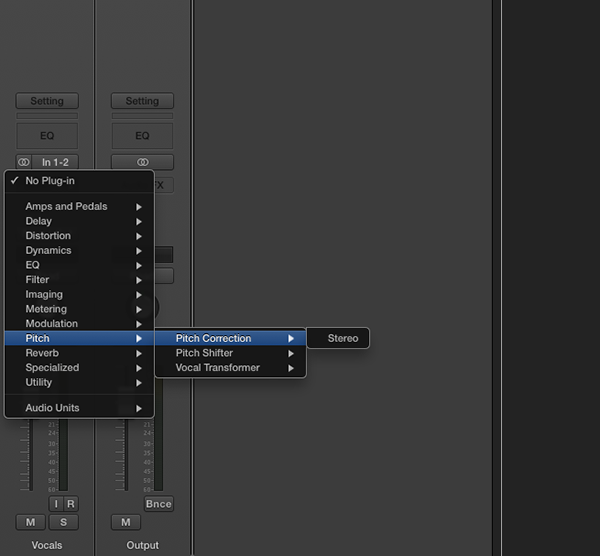 Setting
Setting
EQ
EQ
In 1-2
✓ No Plug-in
FX
Amps and Pedals
Delay
Distortion
Dynamics
EQ
Filter
Imaging
Metering
Modulation
Pitch
Pitch Correction
Stereo
Reverb
Pitch Shifter
Specialized
Vocal Transformer
Utility
Audio Units
21
21
24
24
30
30
35
35
40
40
45
45
50
50
60
60
I
R
Bnce
M
S
M
Vocals
Output